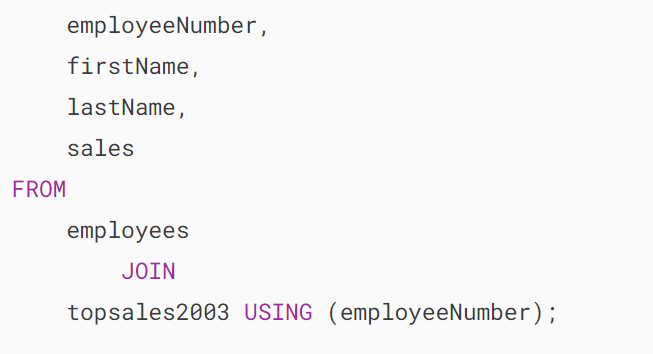 employeeNumber,
firstName,
lastName,
sales
FROM
employees
JOIN
topsales2003 USING (employeeNumber);